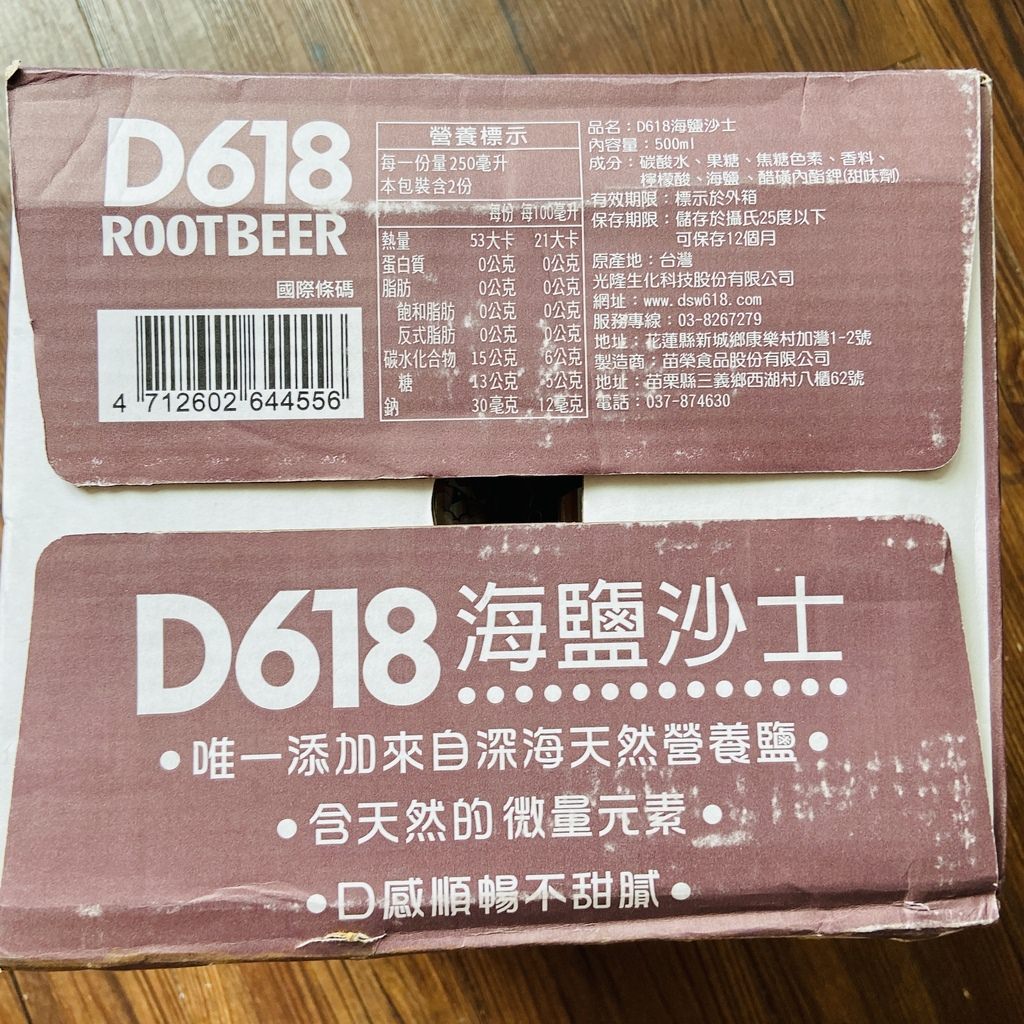 D618
ROOTBEER
國際條碼
4 712602 644556
營養標示
每一份量250毫升
本包裝含2份
每份 每100毫升
熱量 53大卡 21大卡
蛋白質 0公克 0公克
脂肪 0公克 0公克
飽和脂肪 0公克 0公克
反式脂肪 0公克 0公克
碳水化合物 15公克 6公克
糖 13公克 5公克
鈉 30毫克 12毫克
品名：D618海鹽沙士
內容量：500ml
成分：碳酸水、果糖、焦糖色素、香料、
檸檬酸、海鹽、醋磺內酯鉀(甜味劑)
有效期限：標示於外箱
保存期限：儲存於攝氏25度以下
可保存12個月
原產地：台灣
光隆生化科技股份有限公司
網址：www.dsw618.com
服務專線：03-8267279
地址：花蓮縣新城鄉康樂村加灣1-2號
製造商：苗榮食品股份有限公司
地址：苗栗縣三義鄉西湖村八櫃62號
電話：037-874630
D618海鹽沙士
•唯一添加來自深海天然營養鹽•
•含天然的微量元素•
•口感順暢不甜膩•